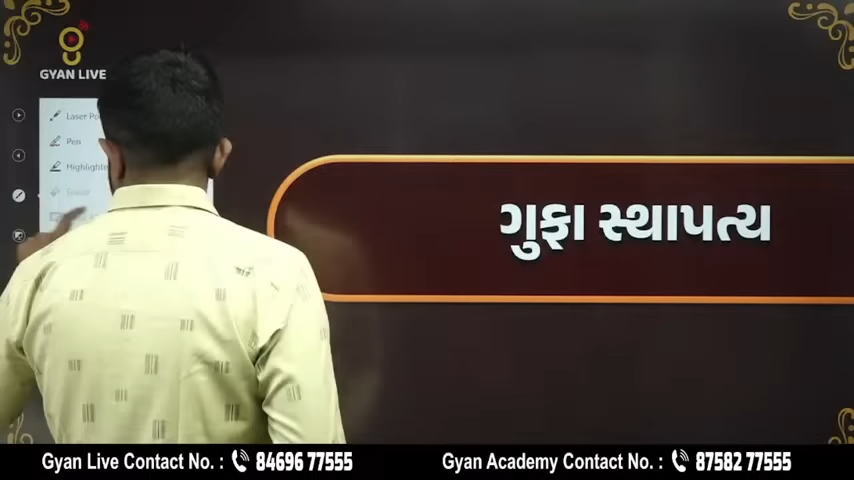 GYAN LIVE
Laser Po
Pen
Highlighte
ગુફા સ્થાપત્ય
Gyan Live Contact No. : 84696 77555
Gyan Academy Contact No. : 87582 77555